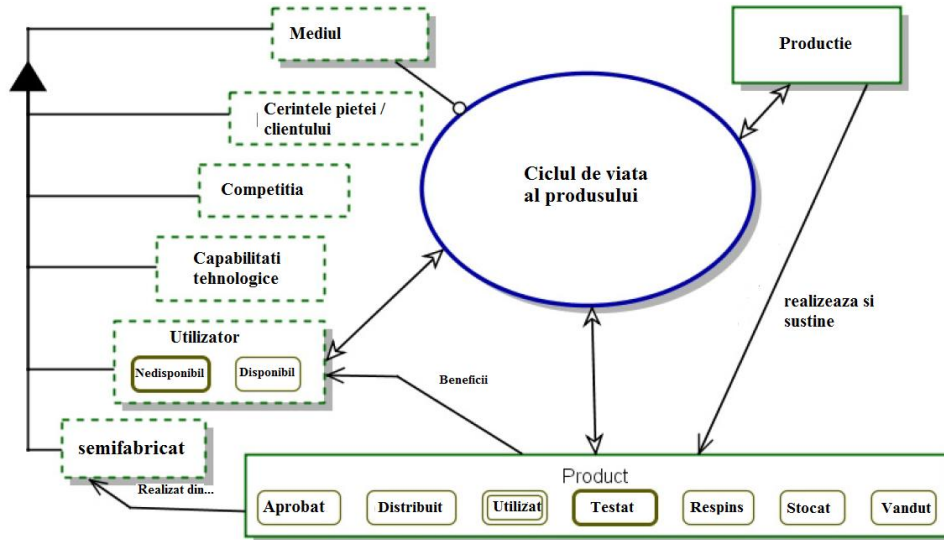 Mediul
Productie
Cerintele pietei /
clientului
Ciclul de viata
al produsului
Competitia
Capabilitati
tehnologice
realizeaza si
sustine
Utilizator
Nedisponibil
Disponibil
Beneficii
semifabricat
Realizat din...
Product
Aprobat
Distribuit
Utilizat
Testat
Respins
Stocat
Vandut